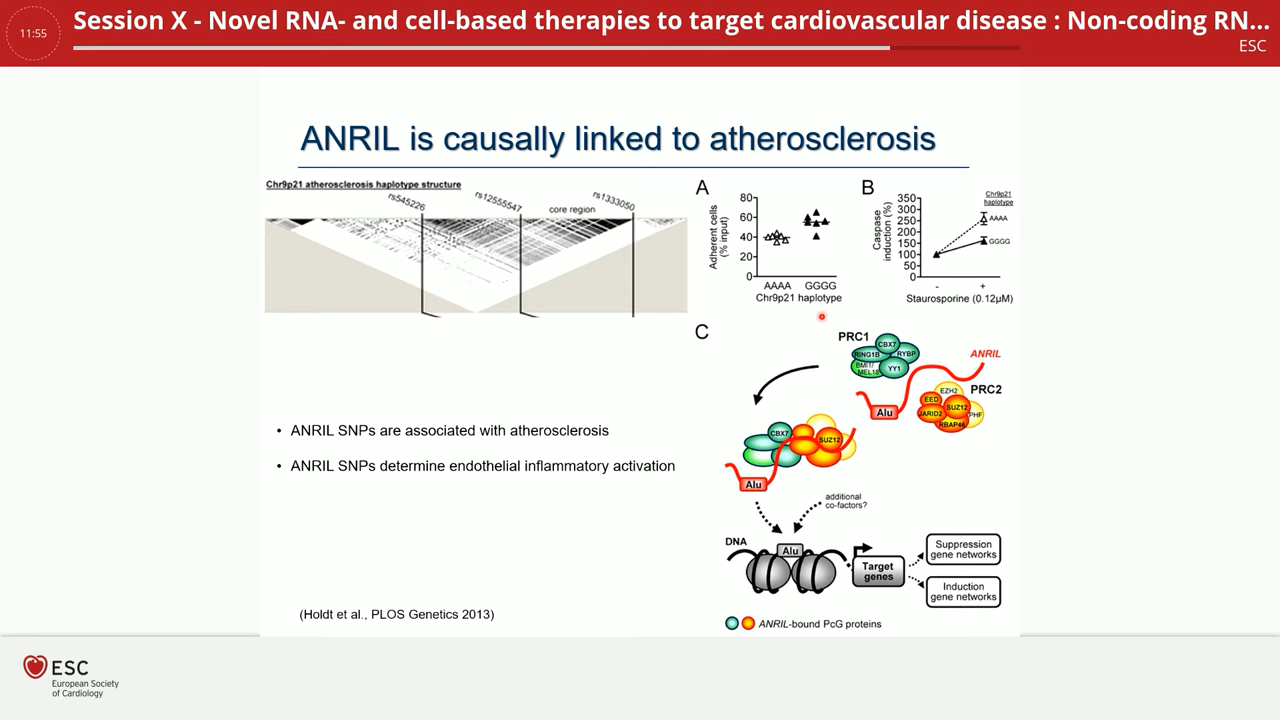 11:55
Session X - Novel RNA- and cell-based therapies to target cardiovascular disease : Non-coding RN...
ESC
ANRIL is causally linked to atherosclerosis
Chr9p21 atherosclerosis haplotype structure
rs545226
rs12555547
core region
rs1333050
• ANRIL SNPs are associated with atherosclerosis
• ANRIL SNPs determine endothelial inflammatory activation
(Holdt et al., PLOS Genetics 2013)
A
Adherent cells
(% input)
80
60
40
20
0
AAAA GGGG
Chr9p21 haplotype
B
Caspase
induction (%)
350
300
250
200
150
100
50
0
Chr9p21
haplotype
AAAA
GGGG
- +
Staurosporine (0.12µM)
C
PRC1
CBX7
RING1B
RYBP
BMI1/
MEL18
YY1
ANRIL
Alu
PRC2
EZH2
EED
SUZ12
JARID2
PHF
RBAP46
CBX7
SUZ12
Alu
additional
co-factors?
DNA
Alu
Target
genes
Suppression
gene networks
Induction
gene networks
ANRIL-bound PcG proteins
ESC
European Society
of Cardiology